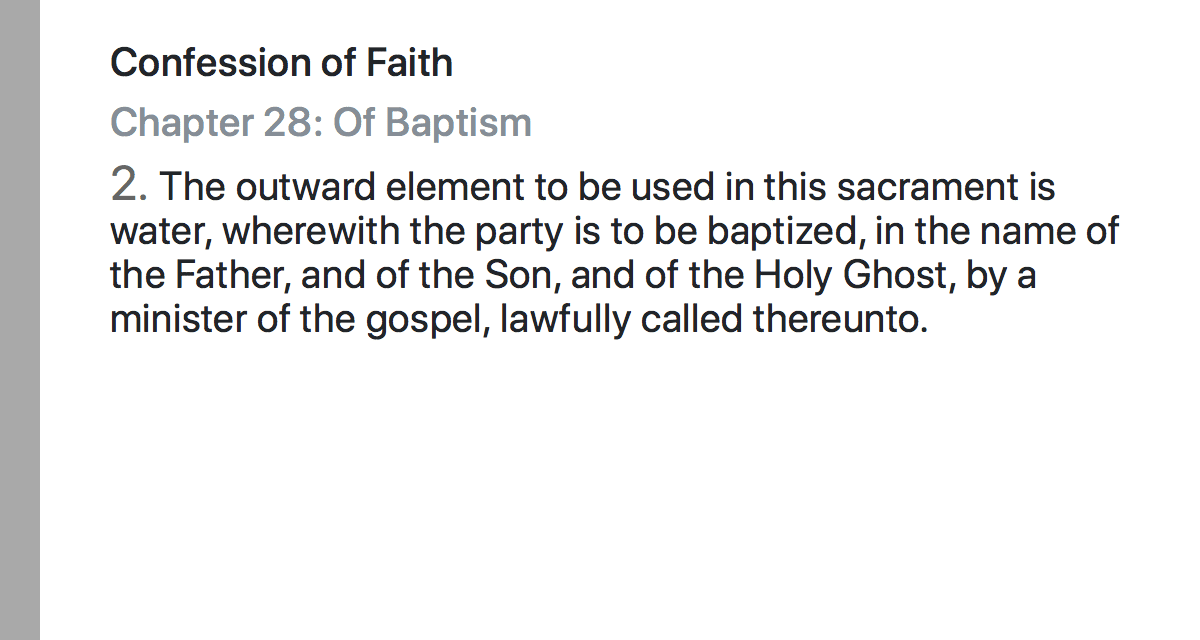 Confession of Faith
Chapter 28: Of Baptism
2. The outward element to be used in this sacrament is
water, wherewith the party is to be baptized, in the name of
the Father, and of the Son, and of the Holy Ghost, by a
minister of the gospel, lawfully called thereunto.